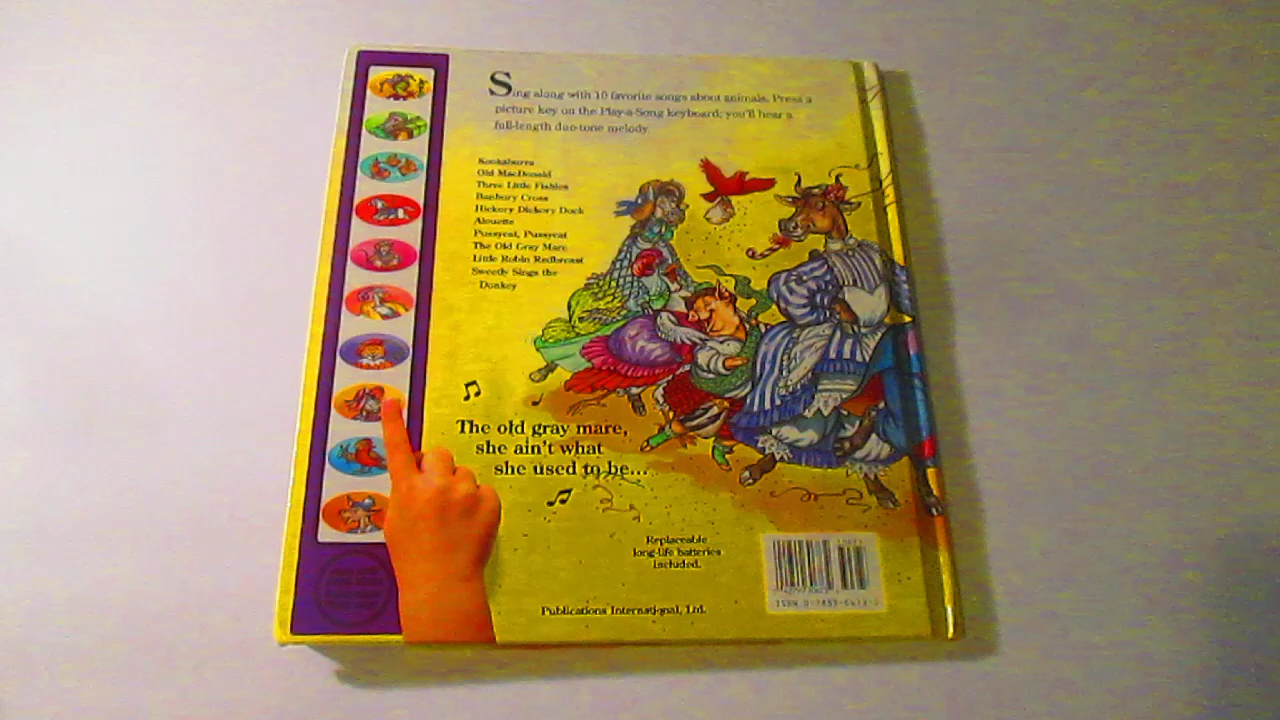 Sing along with 10 favorite songs about animals. Press a
picture key on the Play-a-Song keyboard; you'll hear a
full-length duo-tone melody.
Kookaburra
Old MacDonald
Three Little Fishies
Banbury Cross
Hickory Dickory Dock
Alouette
Pussycat, Pussycat
The Old Gray Mare
Little Robin Redbreast
Sweetly Sings the
Donkey
The old gray mare,
she ain't what
she used to be...
Replaceable
long-life batteries
included.
Publications International, Ltd.
ISBN